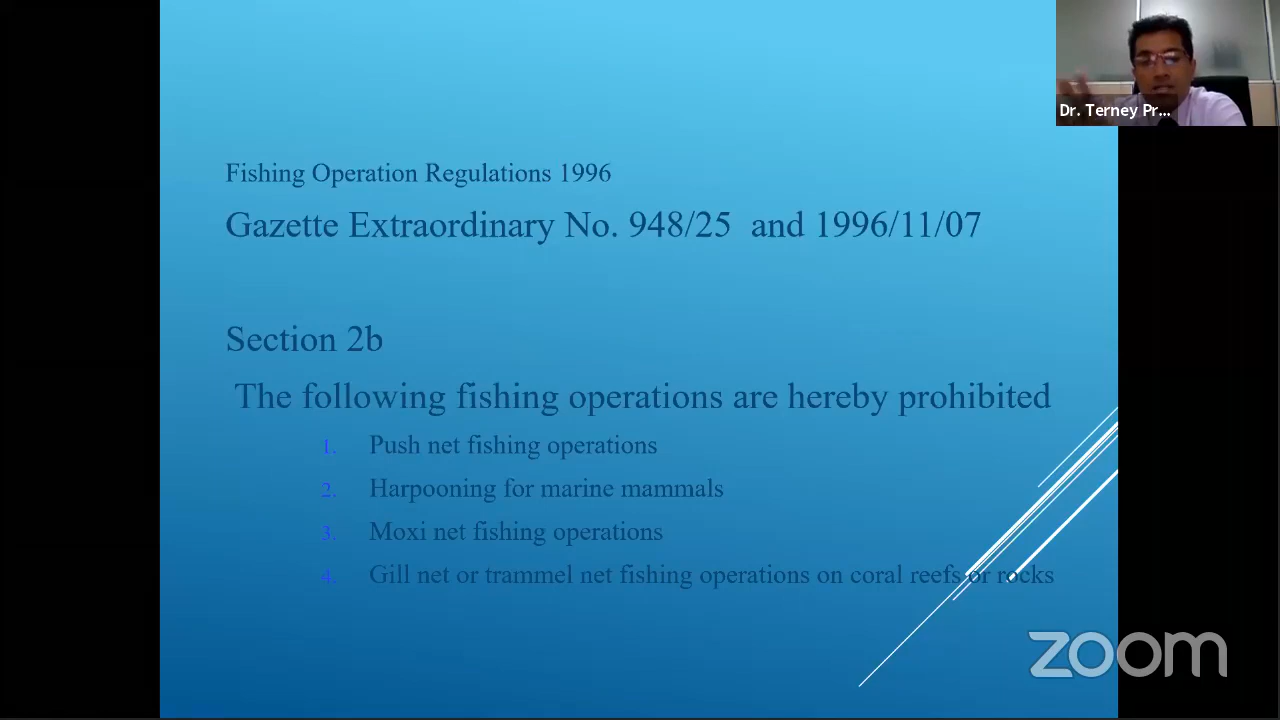 Dr. Terney Pr...
Fishing Operation Regulations 1996
Gazette Extraordinary No. 948/25 and 1996/11/07
Section 2b
The following fishing operations are hereby prohibited
1. Push net fishing operations
2. Harpooning for marine mammals
3. Moxi net fishing operations
4. Gill net or trammel net fishing operations on coral reefs or rocks
zoom